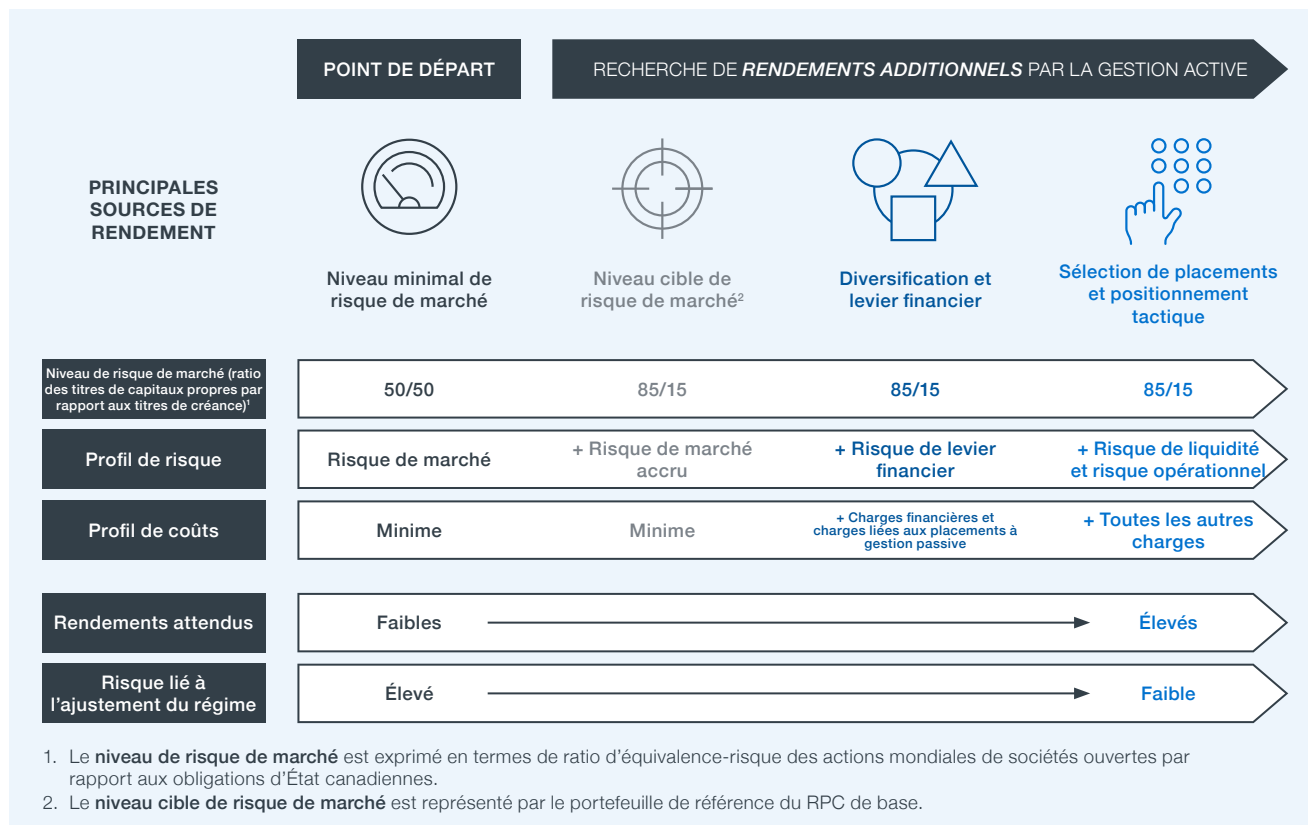 POINT DE DÉPART
RECHERCHE DE RENDEMENTS ADDITIONNELS PAR LA GESTION ACTIVE
PRINCIPALES
SOURCES DE
RENDEMENT
Niveau minimal de
risque de marché
Niveau cible de
risque de marché²
Diversification et
levier financier
Sélection de placements
et positionnement
tactique
Niveau de risque de marché (ratio
des titres de capitaux propres par
rapport aux titres de créance)¹
50/50
85/15
85/15
85/15
Profil de risque
Risque de marché
+ Risque de marché
accru
+ Risque de levier
financier
+ Risque de liquidité
et risque opérationnel
Profil de coûts
Minime
Minime
+ Charges financières et
charges liées aux placements à
gestion passive
+ Toutes les autres
charges
Rendements attendus
Faibles
Élevés
Risque lié à
l’ajustement du régime
Élevé
Faible
1. Le niveau de risque de marché est exprimé en termes de ratio d’équivalence-risque des actions mondiales de sociétés ouvertes par
rapport aux obligations d’État canadiennes.
2. Le niveau cible de risque de marché est représenté par le portefeuille de référence du RPC de base.